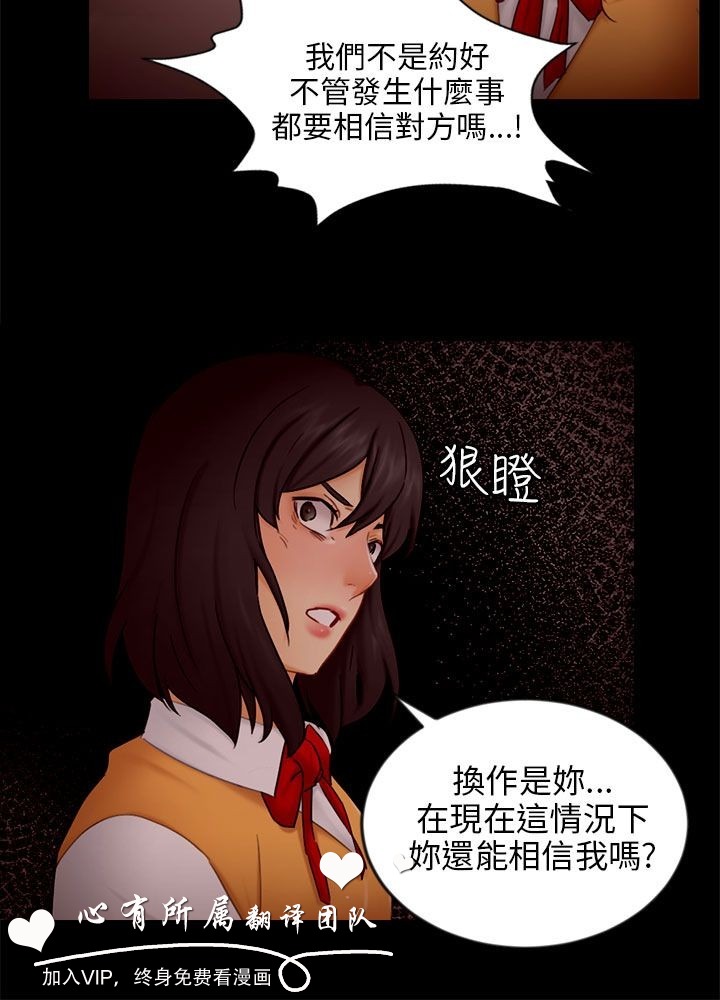 我們不是約好
不管發生什麼事
都要相信對方嗎...!
狠瞪
換作是妳...
在現在這情況下
妳還能相信我嗎?
心有所属翻译团队
加入VIP，终身免费看漫画